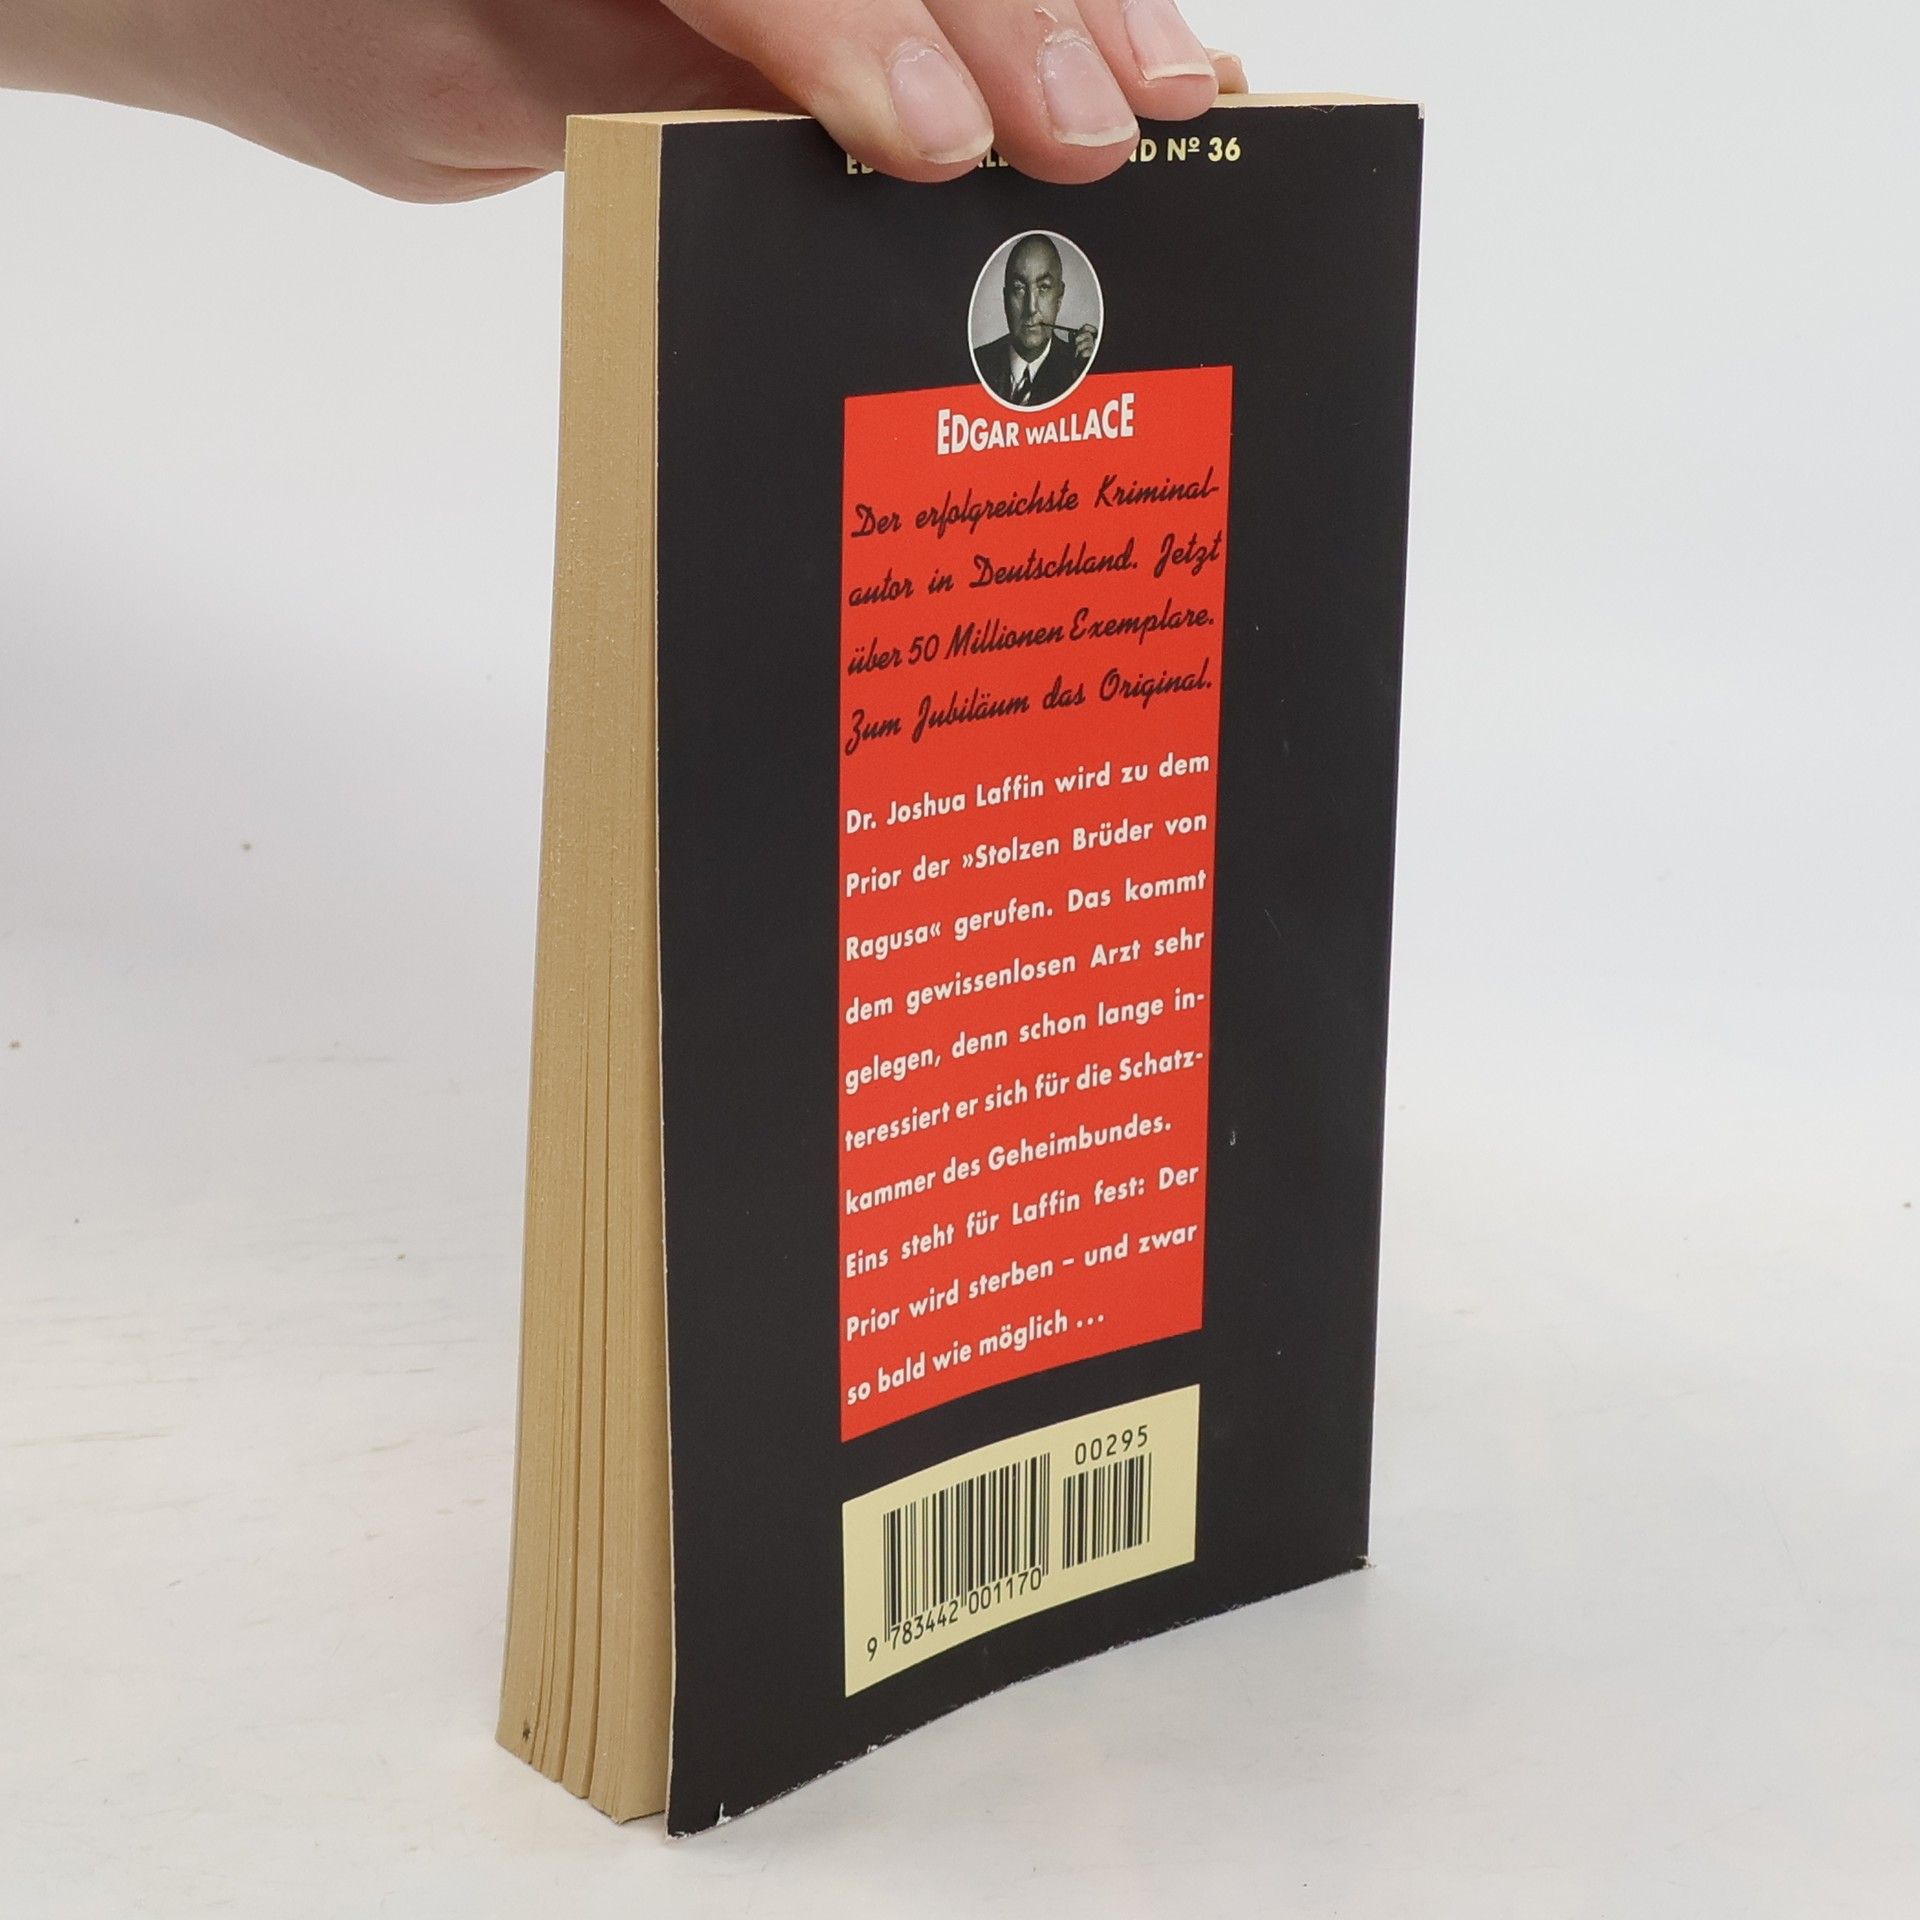 Nº 36
EDGAR WALLACE
Der erfolgreichste Kriminal-
autor in Deutschland. Jetzt
über 50 Millionen Exemplare.
Zum Jubiläum das Original.
Dr. Joshua Laffin wird zu dem
Prior der »Stolzen Brüder von
Ragusa« gerufen. Das kommt
dem gewissenlosen Arzt sehr
gelegen, denn schon lange in-
teressiert er sich für die Schatz-
kammer des Geheimbundes.
Eins steht für Laffin fest: Der
Prior wird sterben – und zwar
so bald wie möglich ...
00295
9 783442 001170